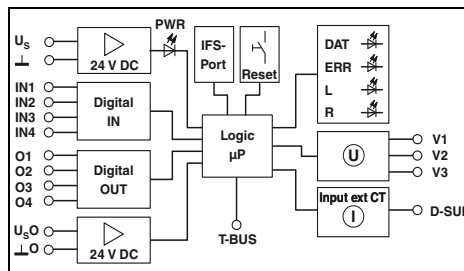 PWR
US
⊥
24 V DC
IFS-
Port
Reset
DAT
ERR
L
R
IN1
IN2
IN3
IN4
Digital
IN
Logic
µP
O1
O2
O3
O4
Digital
OUT
U
V1
V2
V3
Input ext CT
I
D-SU
USO
⊥O
24 V DC
T-BUS